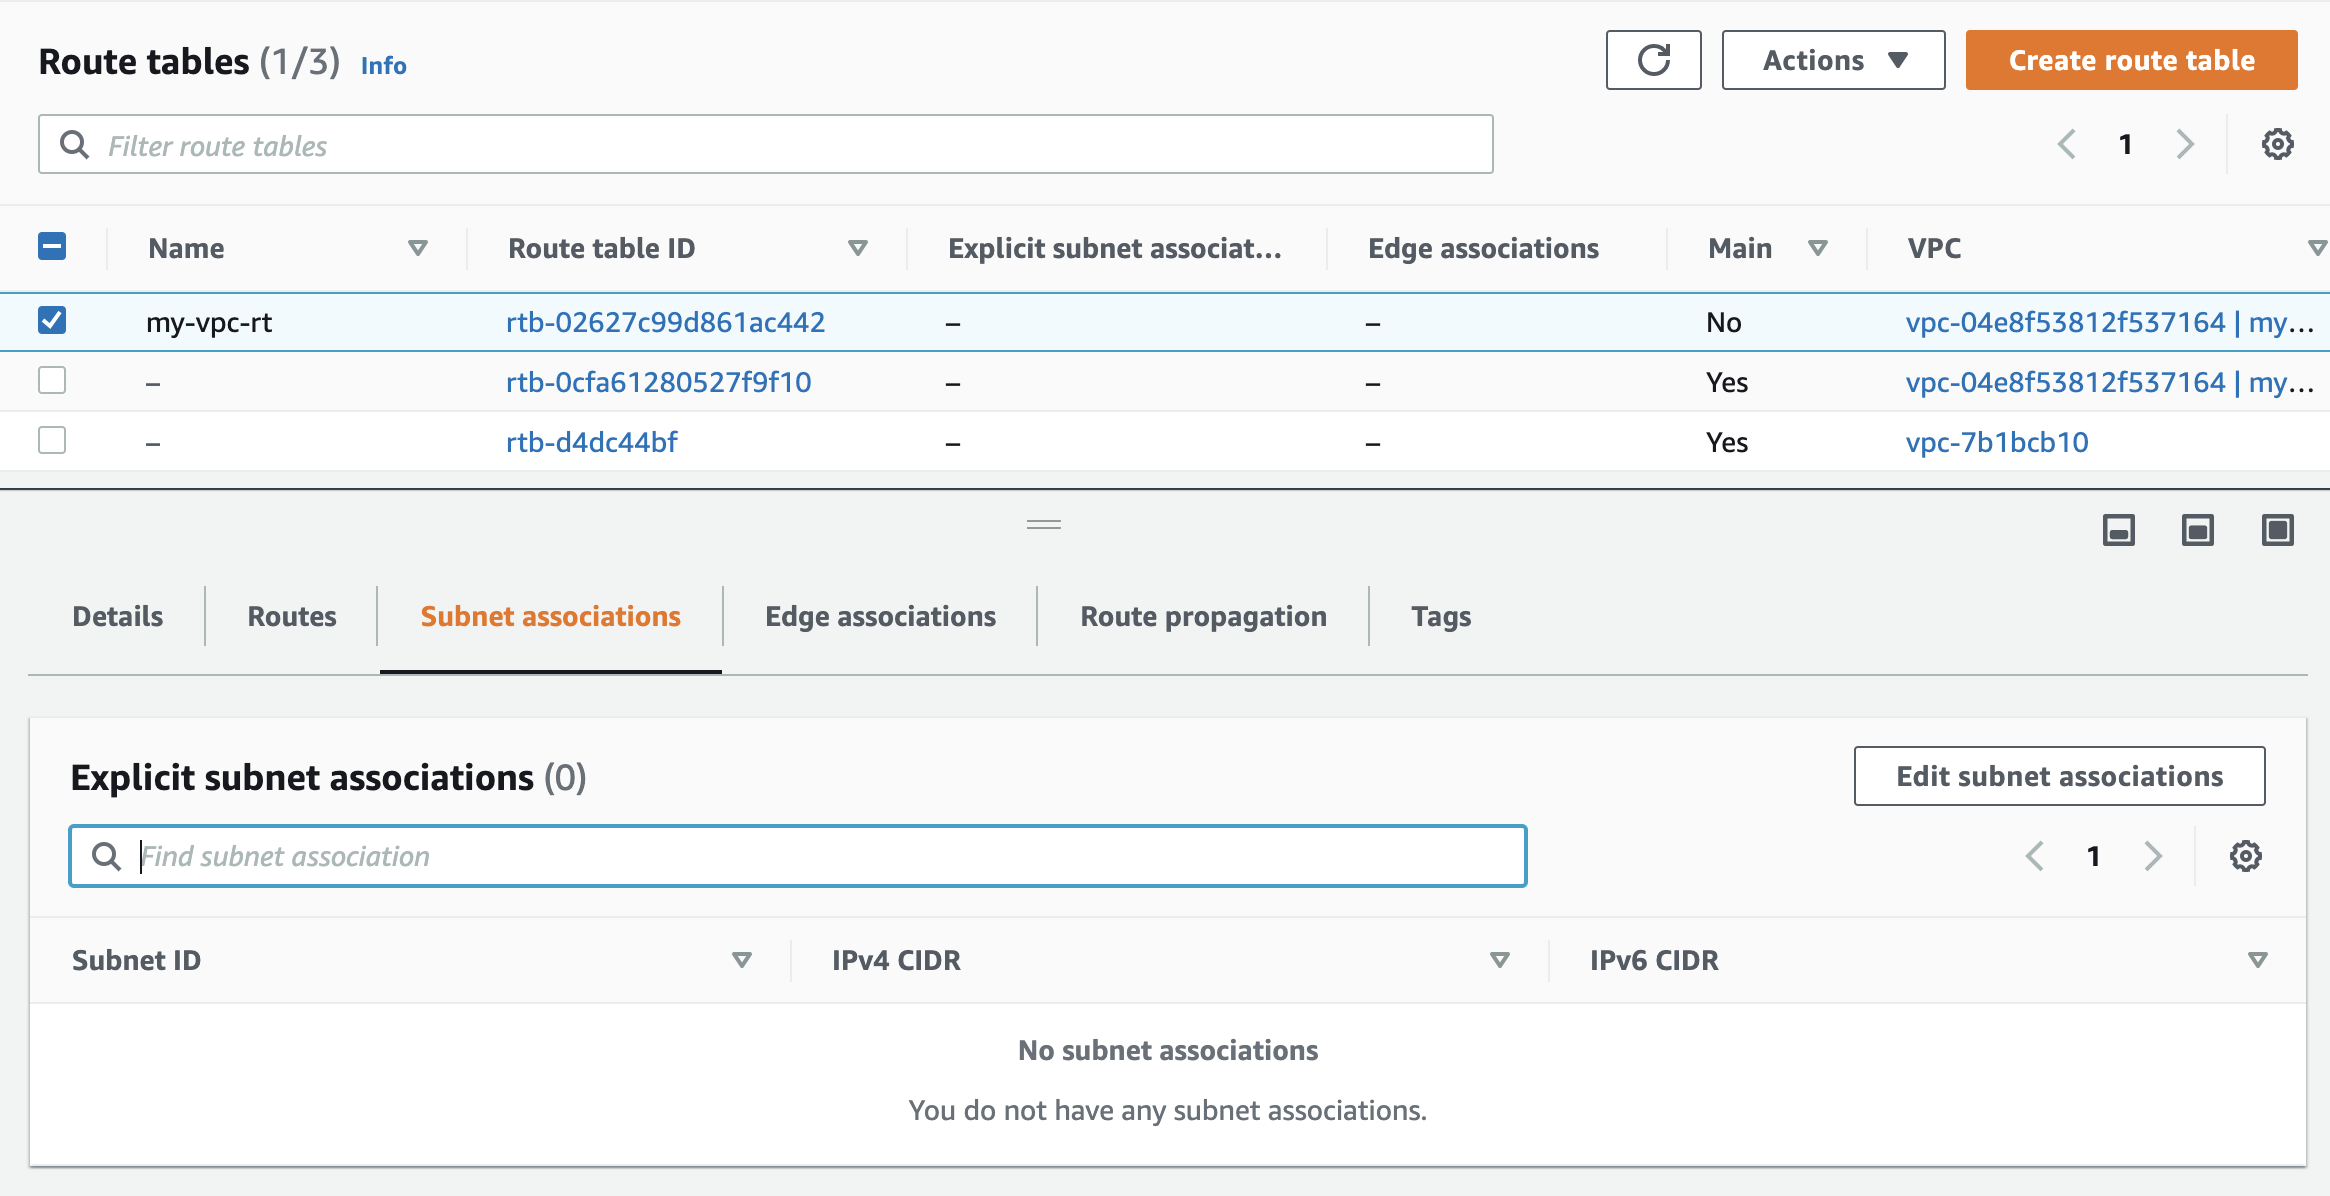 Route tables (1/3) Info
Actions
Create route table
Filter route tables
1
Name Route table ID Explicit subnet associat... Edge associations Main VPC
my-vpc-rt rtb-02627c99d861ac442 – – No vpc-04e8f53812f537164 | my...
– rtb-0cfa61280527f9f10 – – Yes vpc-04e8f53812f537164 | my...
– rtb-d4dc44bf – – Yes vpc-7b1bcb10
Details Routes Subnet associations Edge associations Route propagation Tags
Explicit subnet associations (0)
Edit subnet associations
Find subnet association
1
Subnet ID IPv4 CIDR IPv6 CIDR
No subnet associations
You do not have any subnet associations.